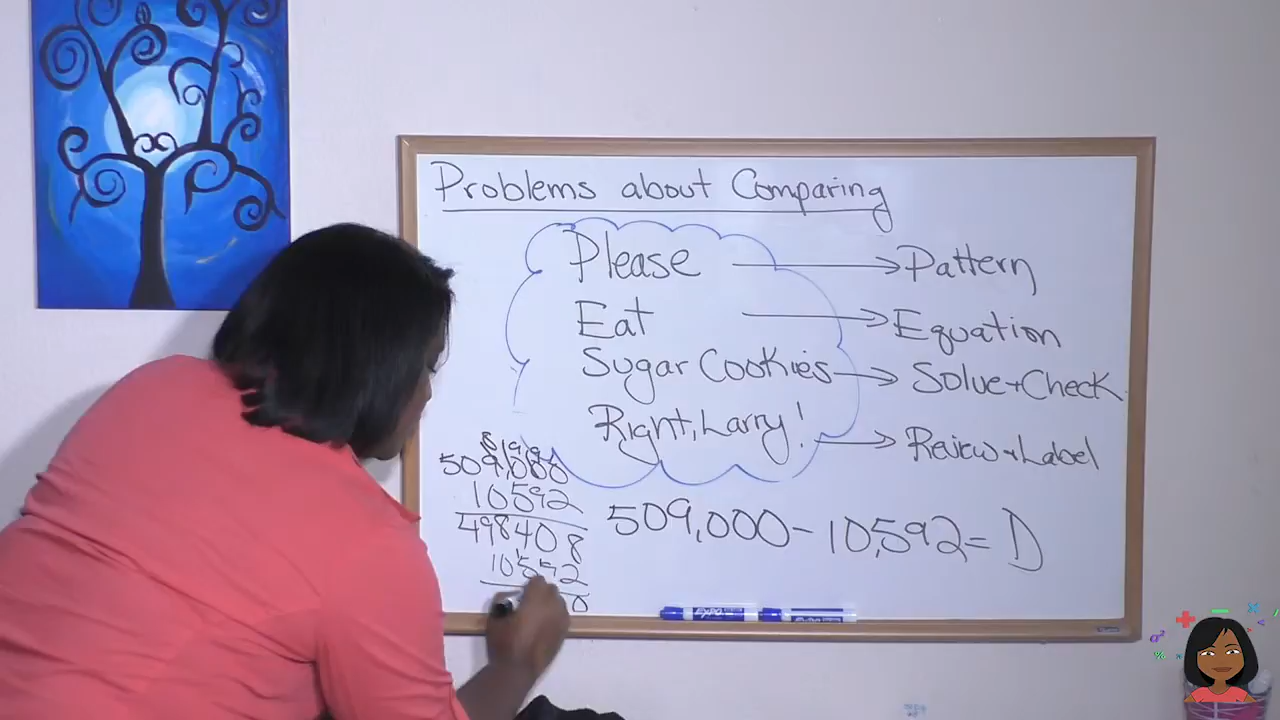 Problems about Comparing
Please → Pattern
Eat → Equation
Sugar Cookies → Solve + Check
Right, Larry! → Review + Label
509,000
10592
498408
10592
0
509,000 - 10,592 = D
EXPO